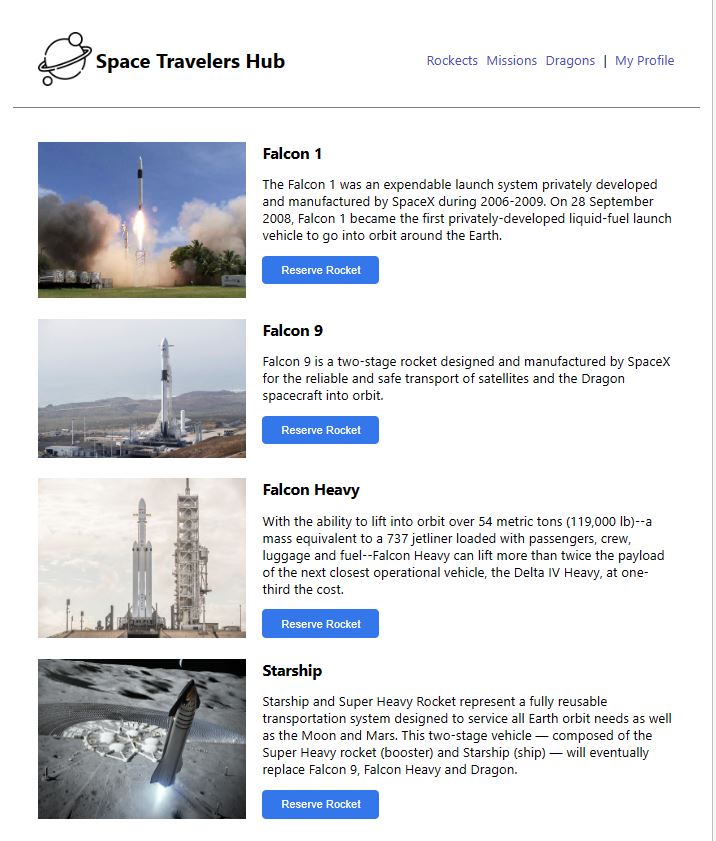 Space Travelers Hub
Rockects Missions Dragons | My Profile
Falcon 1
The Falcon 1 was an expendable launch system privately developed
and manufactured by SpaceX during 2006-2009. On 28 September
2008, Falcon 1 became the first privately-developed liquid-fuel launch
vehicle to go into orbit around the Earth.
Reserve Rocket
Falcon 9
Falcon 9 is a two-stage rocket designed and manufactured by SpaceX
for the reliable and safe transport of satellites and the Dragon
spacecraft into orbit.
Reserve Rocket
Falcon Heavy
With the ability to lift into orbit over 54 metric tons (119,000 lb)--a
mass equivalent to a 737 jetliner loaded with passengers, crew,
luggage and fuel--Falcon Heavy can lift more than twice the payload
of the next closest operational vehicle, the Delta IV Heavy, at one-
third the cost.
Reserve Rocket
Starship
Starship and Super Heavy Rocket represent a fully reusable
transportation system designed to service all Earth orbit needs as well
as the Moon and Mars. This two-stage vehicle — composed of the
Super Heavy rocket (booster) and Starship (ship) — will eventually
replace Falcon 9, Falcon Heavy and Dragon.
Reserve Rocket